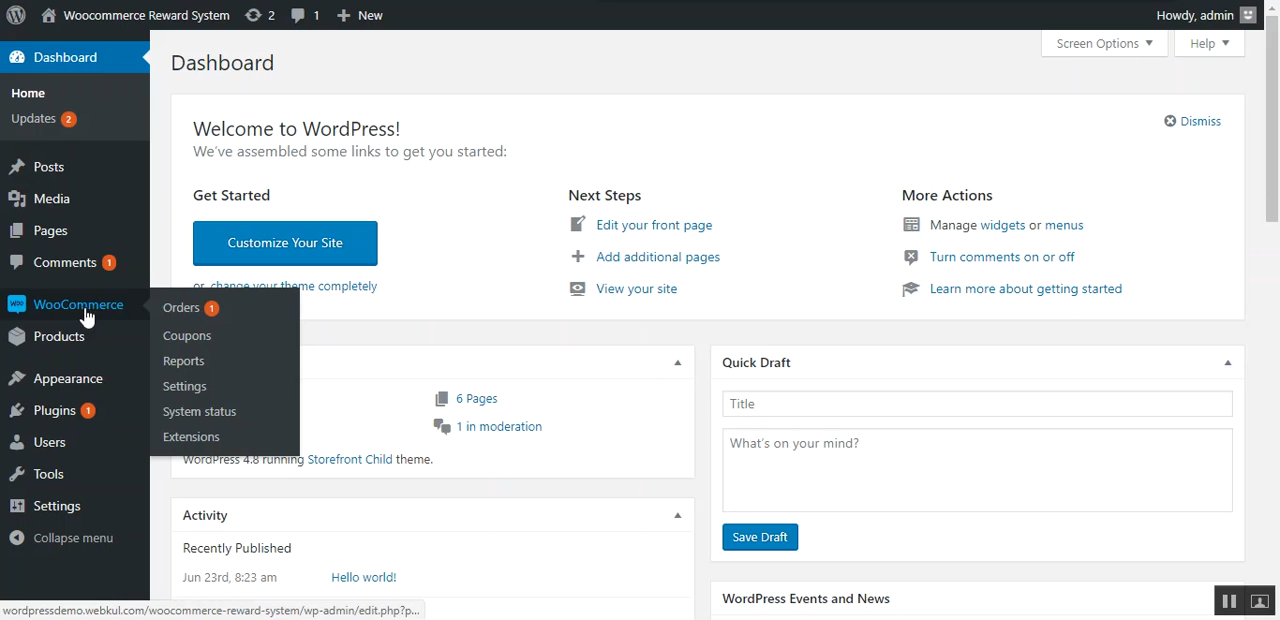 Woocommerce Reward System 2 1 New Howdy, admin
Dashboard
Home
Updates 2
Posts
Media
Pages
Comments 1
WooCommerce
Products
Appearance
Plugins 1
Users
Tools
Settings
Collapse menu
Orders 1
Coupons
Reports
Settings
System status
Extensions
Dashboard
Screen Options Help
Welcome to WordPress!
We've assembled some links to get you started:
Dismiss
Get Started
Customize Your Site
or, change your theme completely
Next Steps
Edit your front page
Add additional pages
View your site
More Actions
Manage widgets or menus
Turn comments on or off
Learn more about getting started
6 Pages
1 in moderation
WordPress 4.8 running Storefront Child theme.
Activity
Recently Published
Jun 23rd, 8:23 am Hello world!
Quick Draft
Title
What's on your mind?
Save Draft
WordPress Events and News
wordpressdemo.webkul.com/woocommerce-reward-system/wp-admin/edit.php?p...